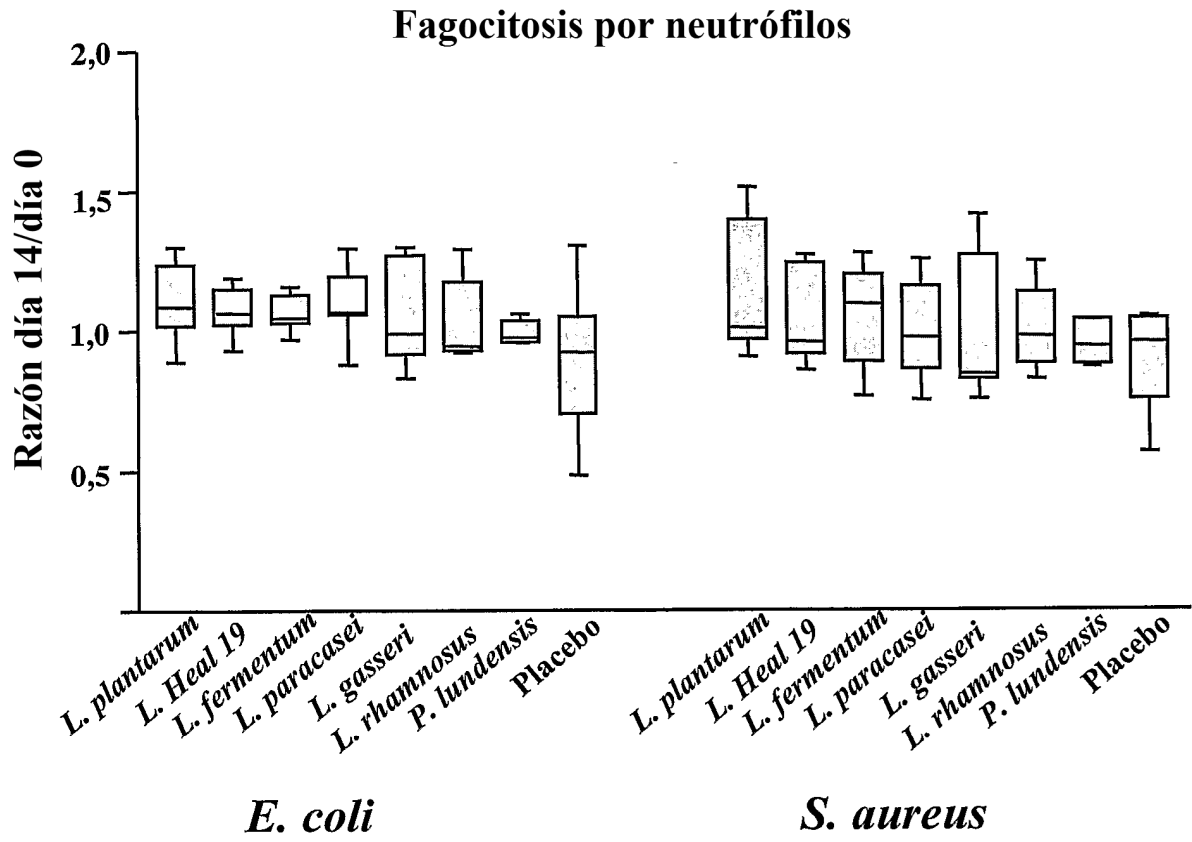 Fagocitosis por neutrófilos
Razón día 14/día 0
2,0
1,5
1,0
0,5
L. plantarum
L. Heal 19
L. fermentum
L. paracasei
L. gasseri
L. rhamnosus
P. lundensis
Placebo
L. plantarum
L. Heal 19
L. fermentum
L. paracasei
L. gasseri
L. rhamnosus
P. lundensis
Placebo
E. coli
S. aureus